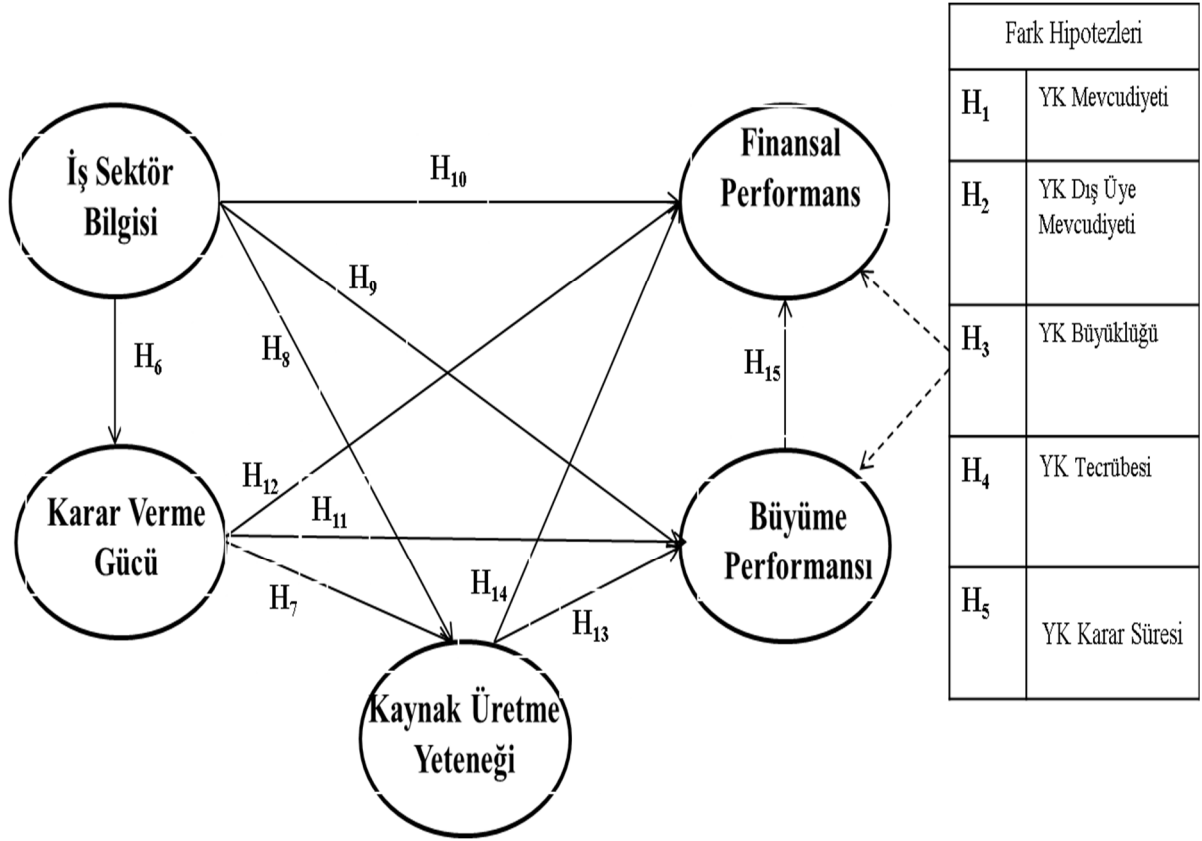 İş Sektör
Bilgisi
H10
Finansal
Performans
H9
H8
H6
H15
H12
H11
Karar Verme
Gücü
Büyüme
Performansı
H7
H14
H13
Kaynak Üretme
Yeteneği
Fark Hipotezleri
H1 YK Mevcudiyeti
H2 YK Dış Üye
Mevcudiyeti
H3 YK Büyüklüğü
H4 YK Tecrübesi
H5 YK Karar Süresi